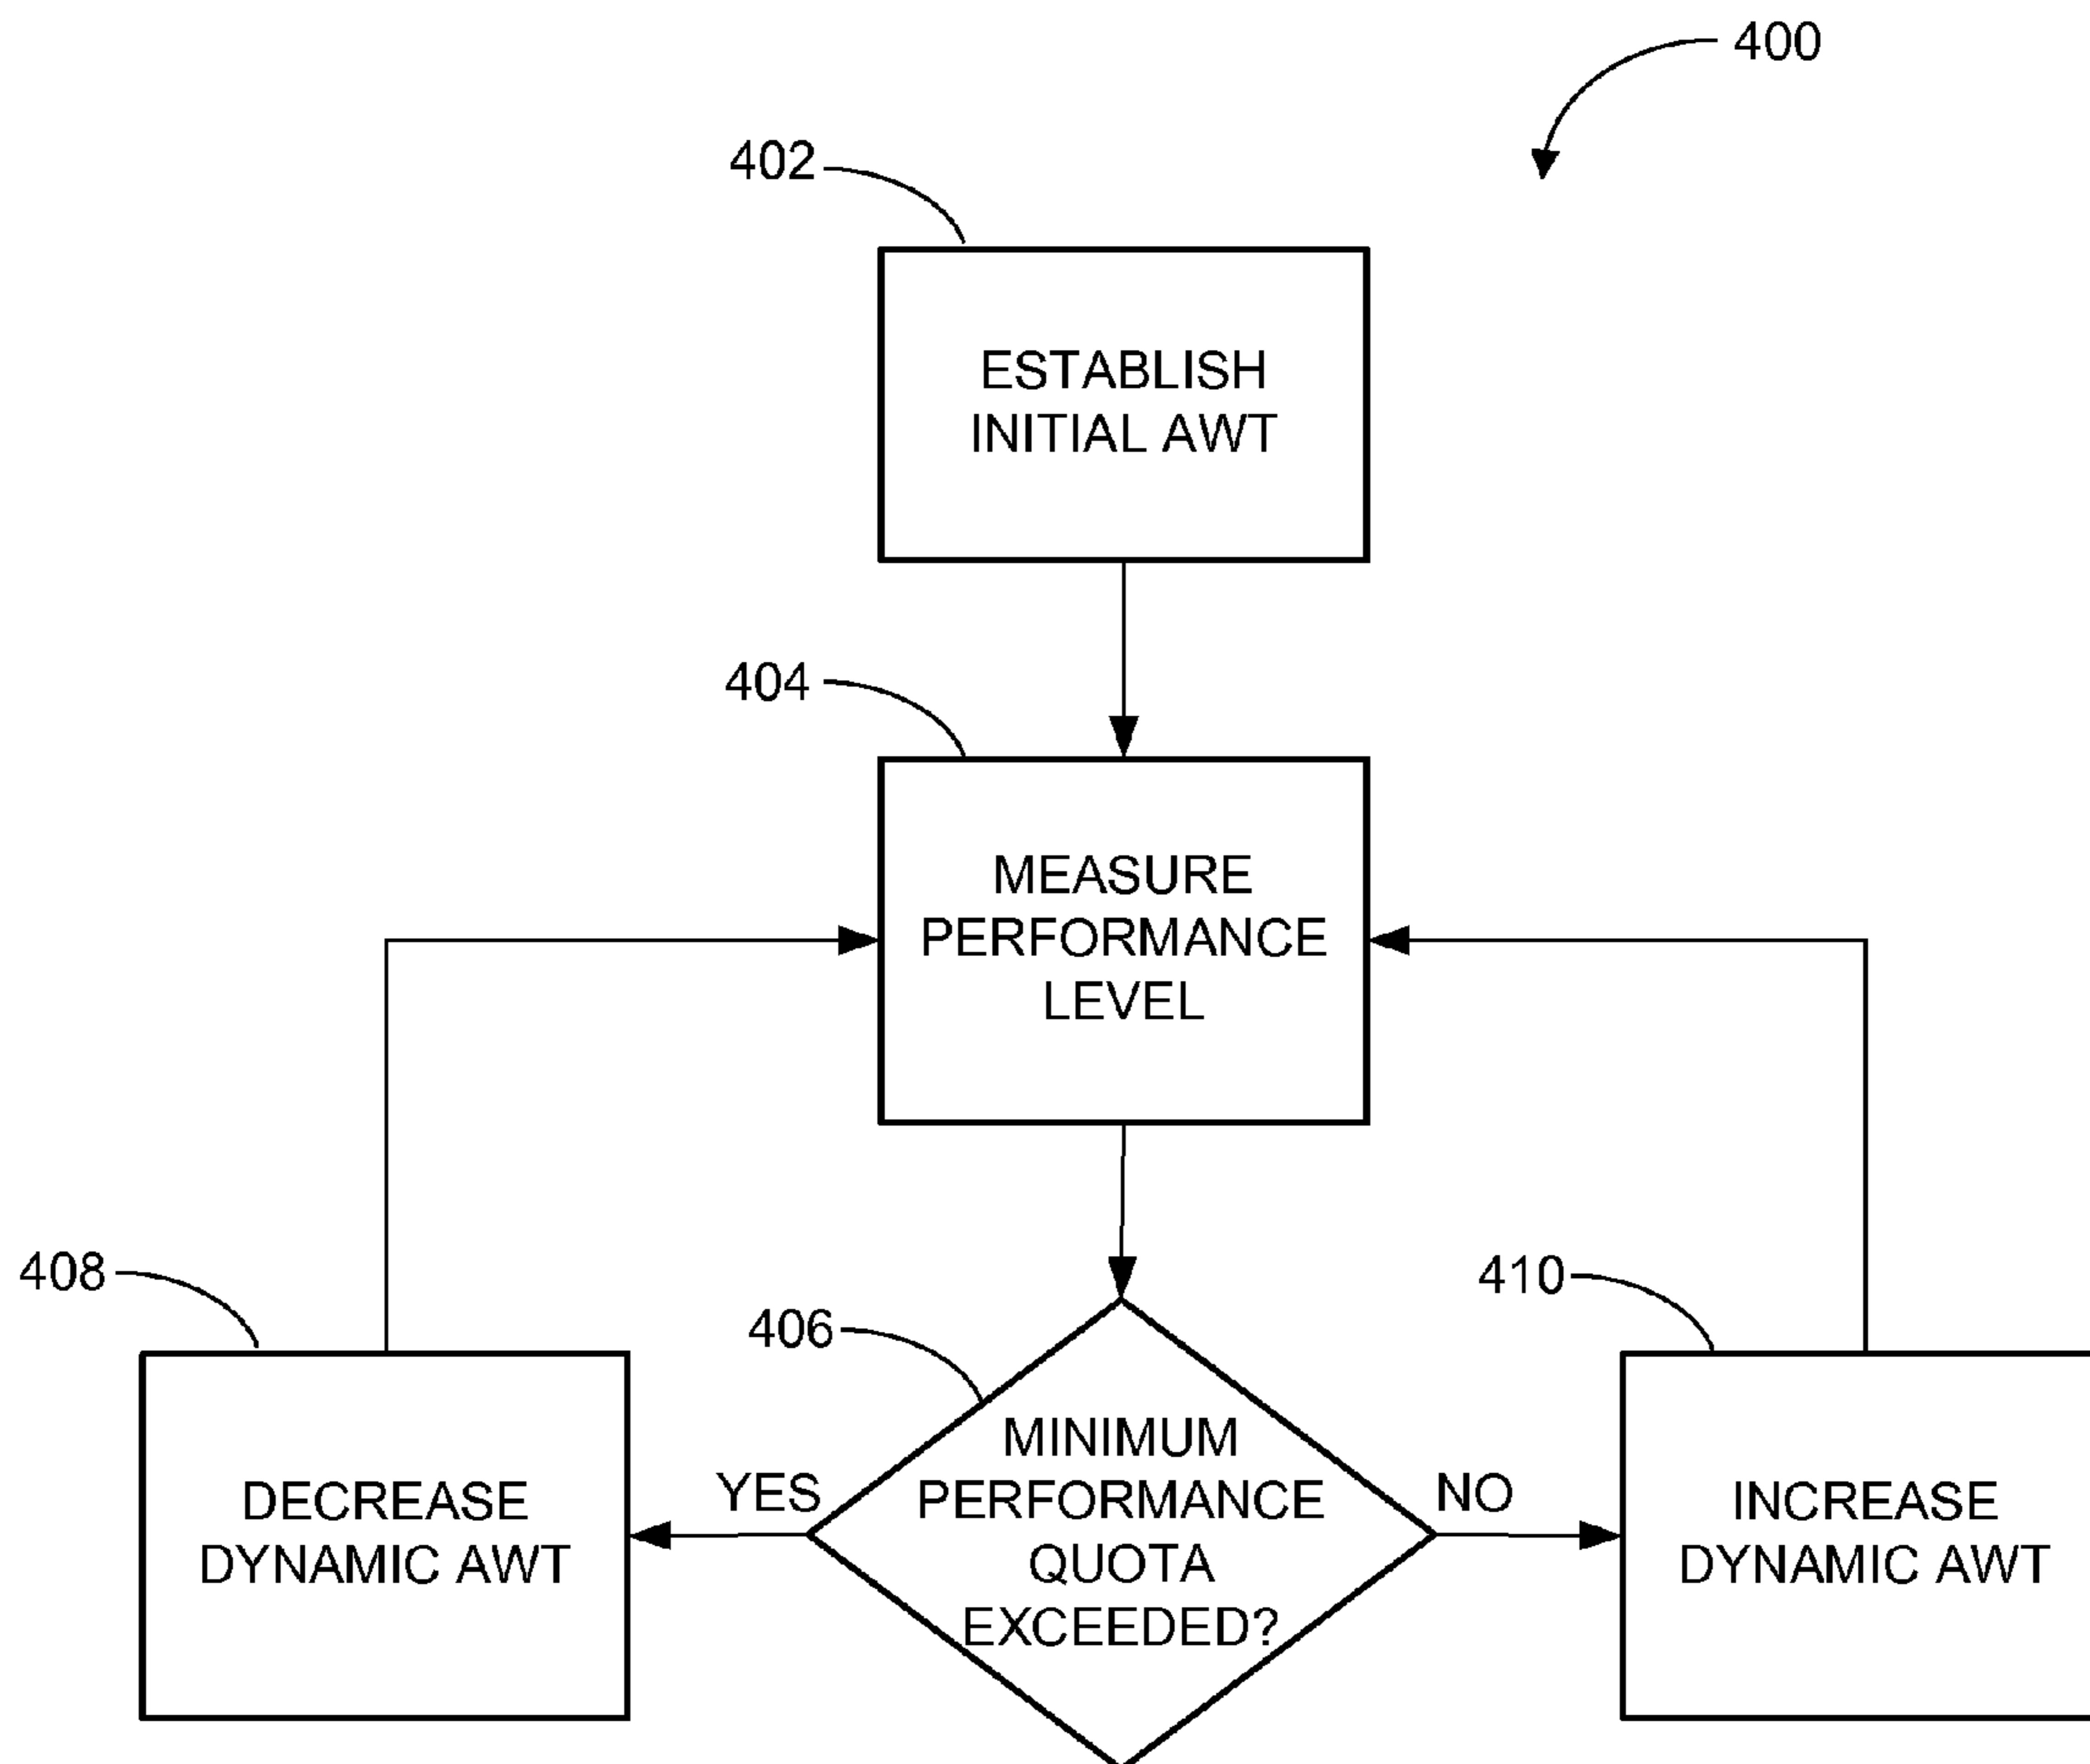 400
402
ESTABLISH
INITIAL AWT
404
MEASURE
PERFORMANCE
LEVEL
408
406
410
DECREASE
DYNAMIC AWT
YES
MINIMUM
PERFORMANCE
QUOTA
EXCEEDED?
NO
INCREASE
DYNAMIC AWT